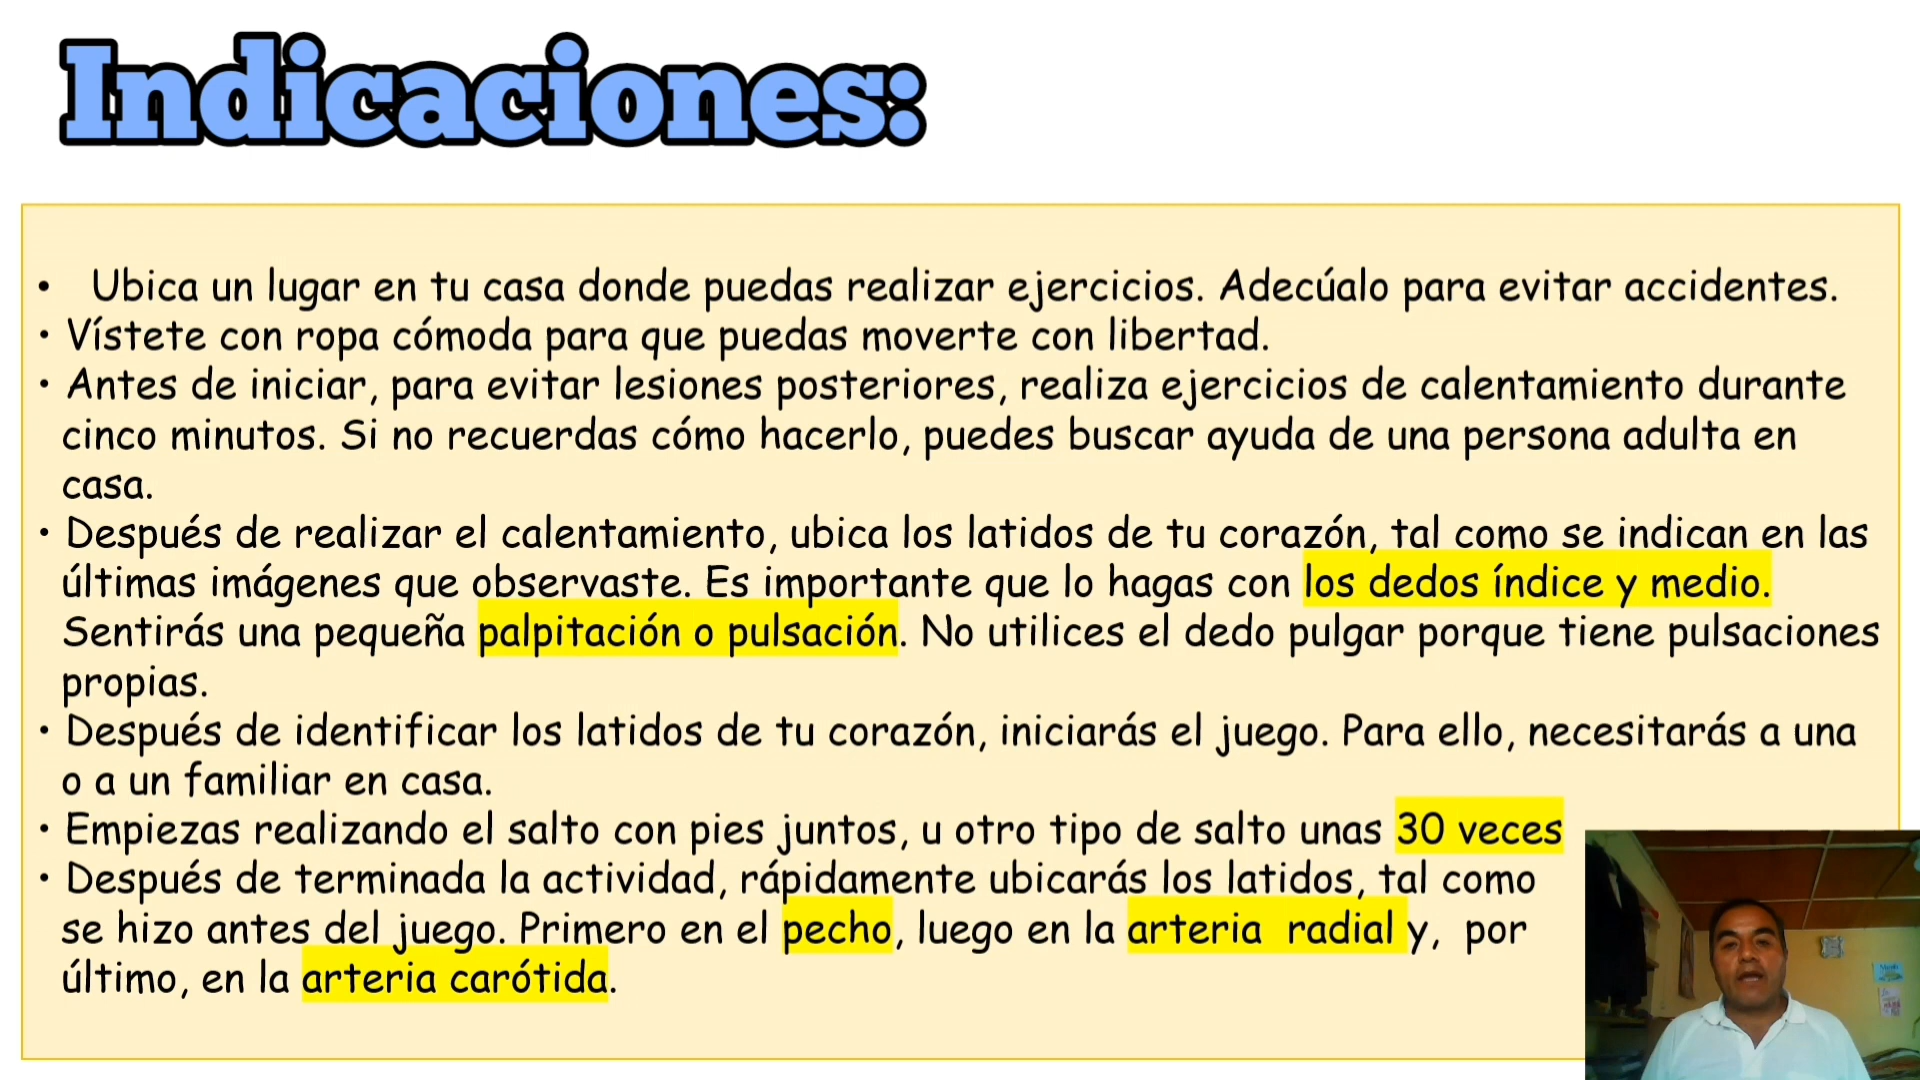 Indicaciones:
• Ubica un lugar en tu casa donde puedas realizar ejercicios. Adecúalo para evitar accidentes.
• Vístete con ropa cómoda para que puedas moverte con libertad.
• Antes de iniciar, para evitar lesiones posteriores, realiza ejercicios de calentamiento durante
cinco minutos. Si no recuerdas cómo hacerlo, puedes buscar ayuda de una persona adulta en
casa.
• Después de realizar el calentamiento, ubica los latidos de tu corazón, tal como se indican en las
últimas imágenes que observaste. Es importante que lo hagas con los dedos índice y medio.
Sentirás una pequeña palpitación o pulsación. No utilices el dedo pulgar porque tiene pulsaciones
propias.
• Después de identificar los latidos de tu corazón, iniciarás el juego. Para ello, necesitarás a una
o a un familiar en casa.
• Empiezas realizando el salto con pies juntos, u otro tipo de salto unas 30 veces
• Después de terminada la actividad, rápidamente ubicarás los latidos, tal como
se hizo antes del juego. Primero en el pecho, luego en la arteria radial y, por
último, en la arteria carótida.